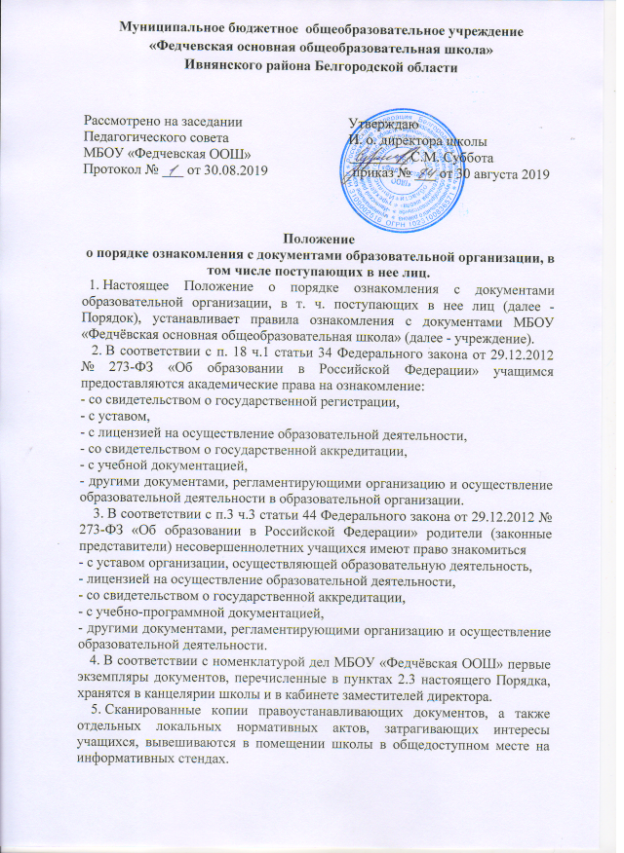 Муниципальное бюджетное общеобразовательное учреждение
«Федчевская основная общеобразовательная школа»
Ивнянского района Белгородской области
Рассмотрено на заседании
Педагогического совета
МБОУ «Федчевская ООШ»
Протокол № 1 от 30.08.2019
Утверждаю
И. о. директора школы
С.М. Суббота
приказ № от 30 августа 2019
Положение
о порядке ознакомления с документами образовательной организации, в
том числе поступающих в нее лиц.
1. Настоящее Положение о порядке ознакомления с документами
образовательной организации, в т. ч. поступающих в нее лиц (далее -
Порядок), устанавливает правила ознакомления с документами МБОУ
«Федчёвская основная общеобразовательная школа» (далее - учреждение).
2. В соответствии с п. 18 ч.1 статьи 34 Федерального закона от 29.12.2012
№ 273-ФЗ «Об образовании в Российской Федерации» учащимся
предоставляются академические права на ознакомление:
- со свидетельством о государственной регистрации,
- с уставом,
- с лицензией на осуществление образовательной деятельности,
- со свидетельством о государственной аккредитации,
- с учебной документацией,
- другими документами, регламентирующими организацию и осуществление
образовательной деятельности в образовательной организации.
3. В соответствии с п.3 ч.3 статьи 44 Федерального закона от 29.12.2012 №
273-ФЗ «Об образовании в Российской Федерации» родители (законные
представители) несовершеннолетних учащихся имеют право знакомиться
- с уставом организации, осуществляющей образовательную деятельность,
- лицензией на осуществление образовательной деятельности,
- со свидетельством о государственной аккредитации,
- с учебно-программной документацией,
- другими документами, регламентирующими организацию и осуществление
образовательной деятельности.
4. В соответствии с номенклатурой дел МБОУ «Федчёвская ООШ» первые
экземпляры документов, перечисленные в пунктах 2.3 настоящего Порядка,
хранятся в канцелярии школы и в кабинете заместителей директора.
5. Сканированные копии правоустанавливающих документов, а также
отдельных локальных нормативных актов, затрагивающих интересы
учащихся, вывешиваются в помещении школы в общедоступном месте на
информативных стендах.